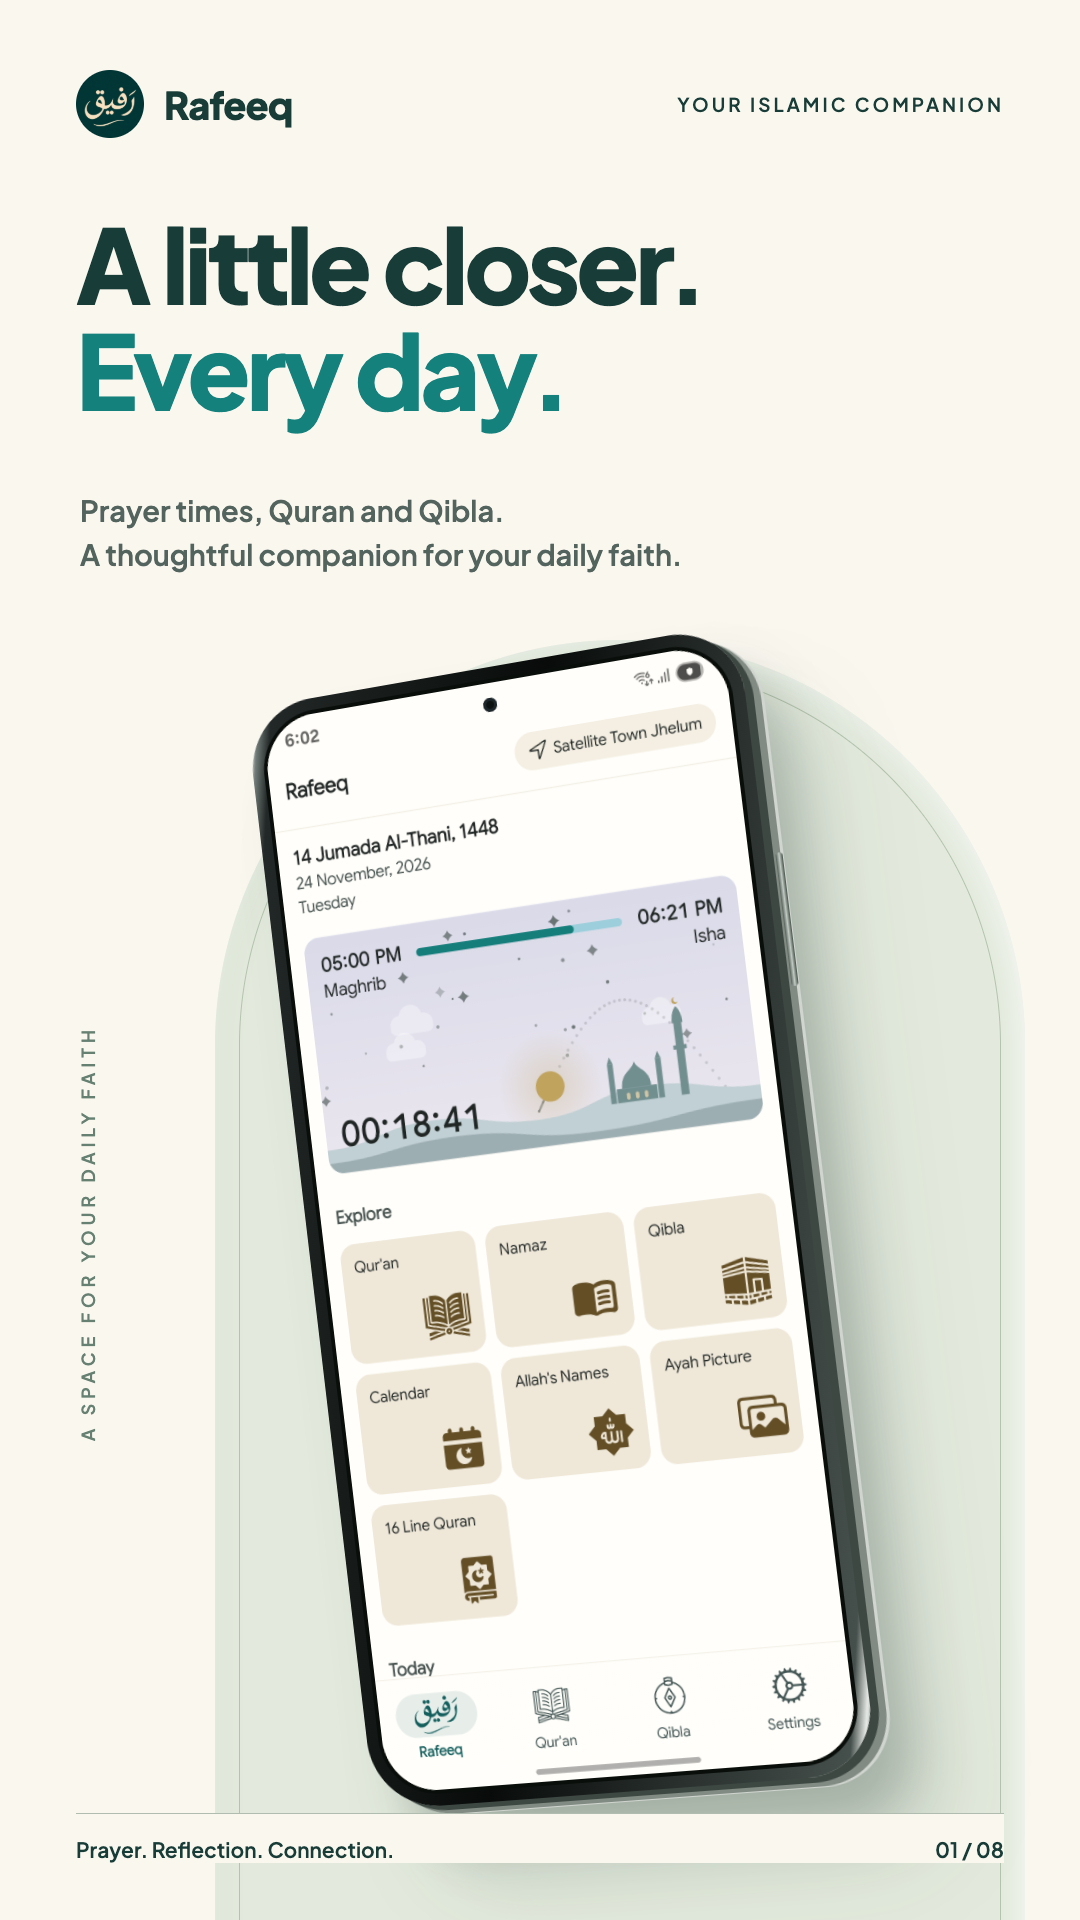 رَفيق
Rafeeq
YOUR ISLAMIC COMPANION
A little closer.
Every day.
Prayer times, Quran and Qibla.
A thoughtful companion for your daily faith.
6:02
Satellite Town Jhelum
Rafeeq
14 Jumada Al-Thani, 1448
24 November, 2026
Tuesday
05:00 PM
Maghrib
06:21 PM
Isha
00:18:41
Explore
Qur'an
Namaz
Qibla
Calendar
Allah's Names
الله
Ayah Picture
16 Line Quran
Today
رَفيق
Rafeeq
Qur'an
Qibla
Settings
A SPACE FOR YOUR DAILY FAITH
Prayer. Reflection. Connection.
01 / 08